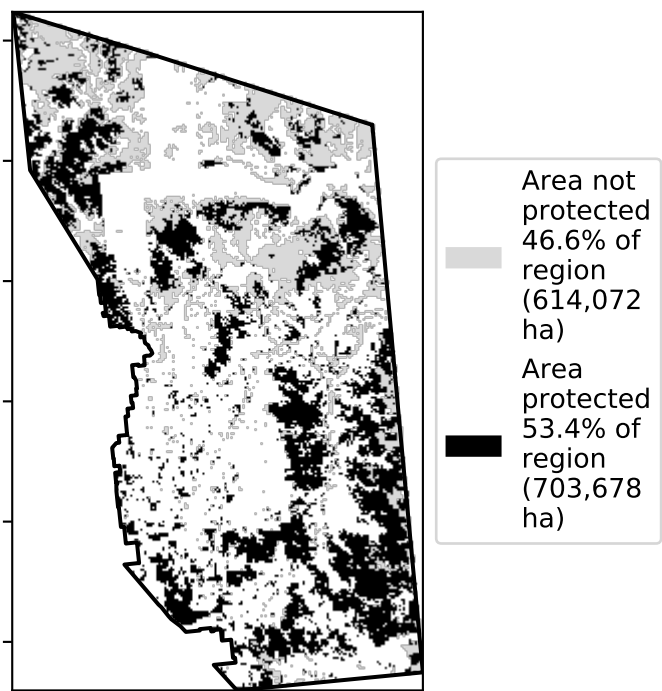 Area not
protected
46.6% of
region
(614,072
ha)
Area
protected
53.4% of
region
(703,678
ha)